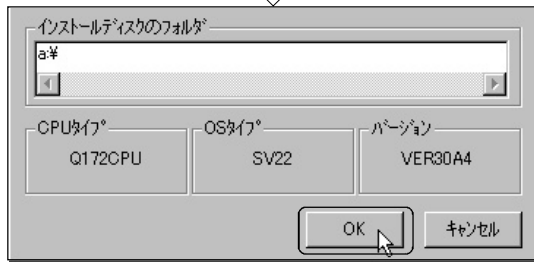 ｲﾝｽﾄｰﾙﾃﾞｨｽｸのﾌｫﾙﾀﾞ
a:¥
CPUﾀｲﾌﾟ
OSﾀｲﾌﾟ
ﾊﾞｰｼﾞｮﾝ
Q172CPU
SV22
VER30A4
OK
ｷｬﾝｾﾙ